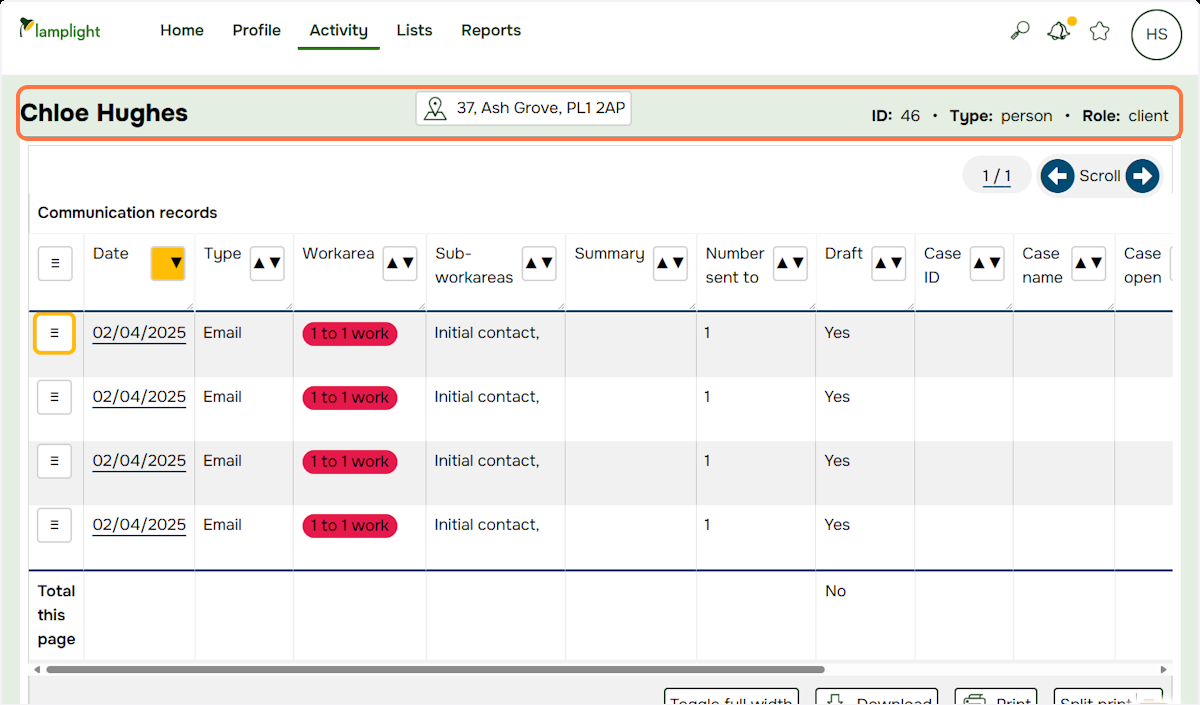 lamplight
Home Profile Activity Lists Reports
HS
Chloe Hughes
37, Ash Grove, PL1 2AP
ID: 46 • Type: person • Role: client
1 / 1
Scroll
Communication records
Date ▼ Type ▲▼ Workarea ▲▼ Sub-workareas ▲▼ Summary ▲▼ Number sent to ▲▼ Draft ▲▼ Case ID ▲▼ Case name ▲▼ Case open
02/04/2025 Email 1 to 1 work Initial contact, 1 Yes
02/04/2025 Email 1 to 1 work Initial contact, 1 Yes
02/04/2025 Email 1 to 1 work Initial contact, 1 Yes
02/04/2025 Email 1 to 1 work Initial contact, 1 Yes
Total this page No
Toggle full width Download Print Split print